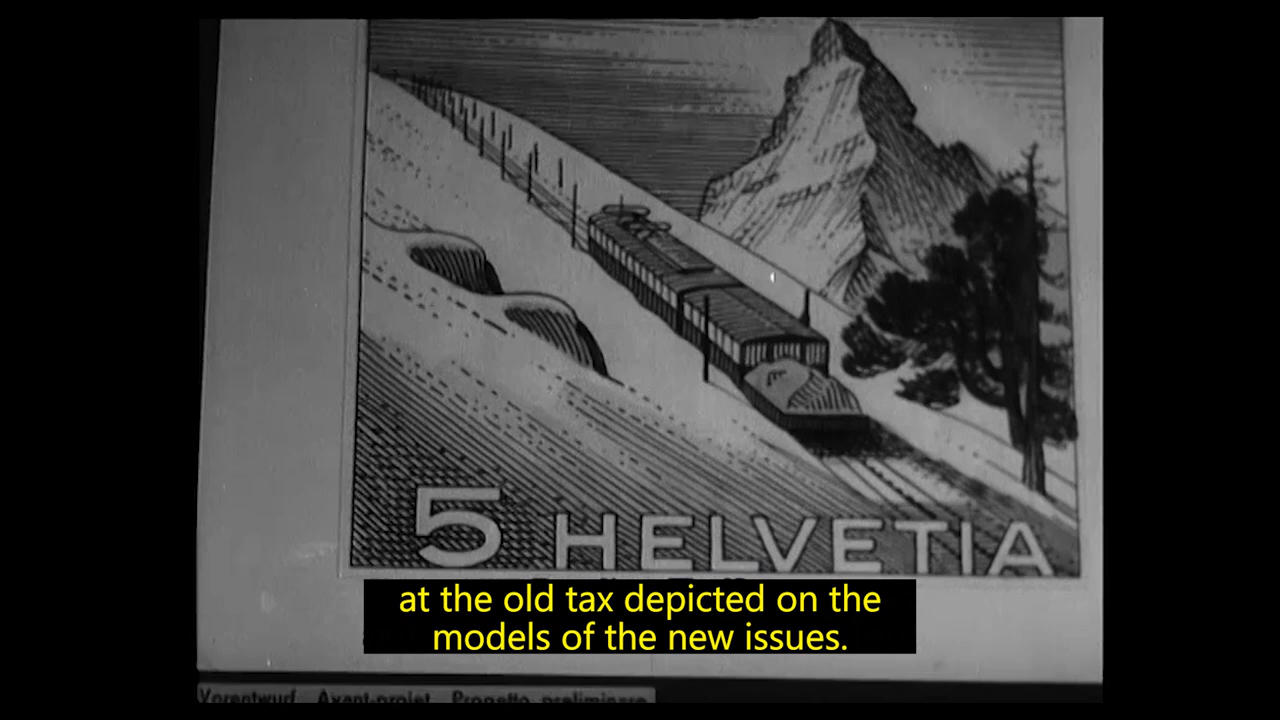 5 HELVETIA
at the old tax depicted on the
models of the new issues.
Vorentwurf Avant-projet Progetto preliminare